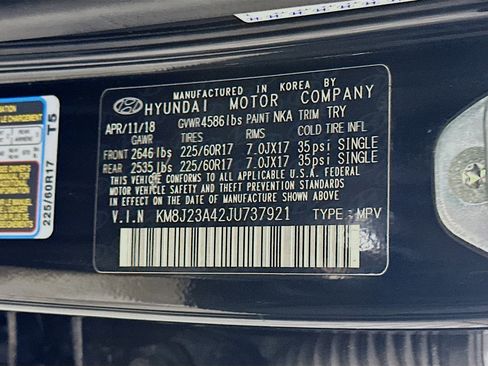 MANUFACTURED IN KOREA BY
HYUNDAI MOTOR COMPANY
APR/11/18 GVWR4586lbs PAINT NKA TRIM TRY
GAWR TIRES RIMS COLD TIRE INFL
FRONT 2646lbs 225/60R17 7.0JX17 35psi SINGLE
REAR 2535lbs 225/60R17 7.0JX17 35psi SINGLE
THIS VEHICLE CONFORMS TO ALL APPLICABLE U.S.A FEDERAL
MOTOR VEHICLE SAFETY, BUMPER, AND THEFT PREVENTION STANDARDS
IN EFFECT ON THE DATE OF MANUFACTURE SHOWN ABOVE.
V.I.N KM8J23A42JU737921 TYPE : MPV
225/60R17 T5